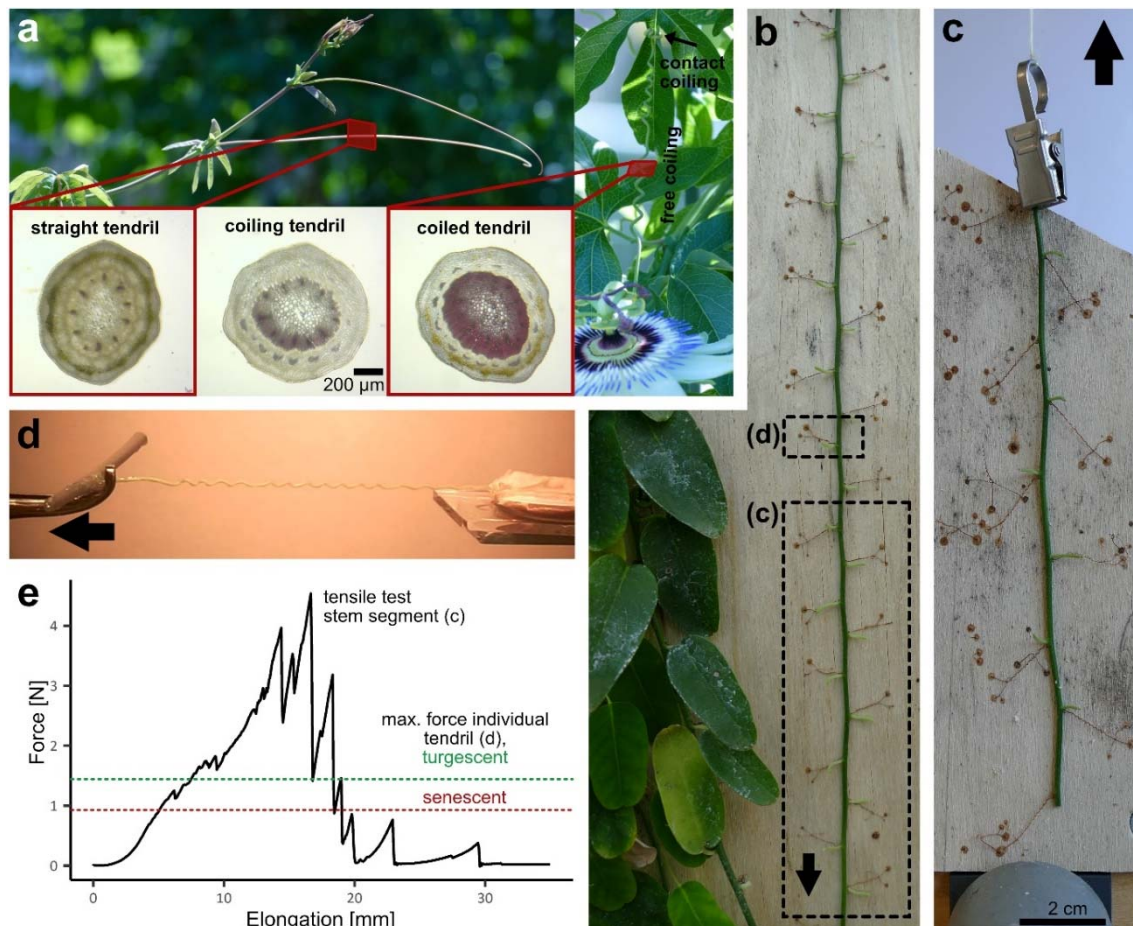 a
contact
coiling
free coiling
straight tendril
coiling tendril
coiled tendril
200 µm
b
(d)
(c)
c
2 cm
d
e
tensile test
stem segment (c)
max. force individual
tendril (d),
turgescent
senescent
Force [N]
4
3
2
1
0
0
10
20
30
Elongation [mm]